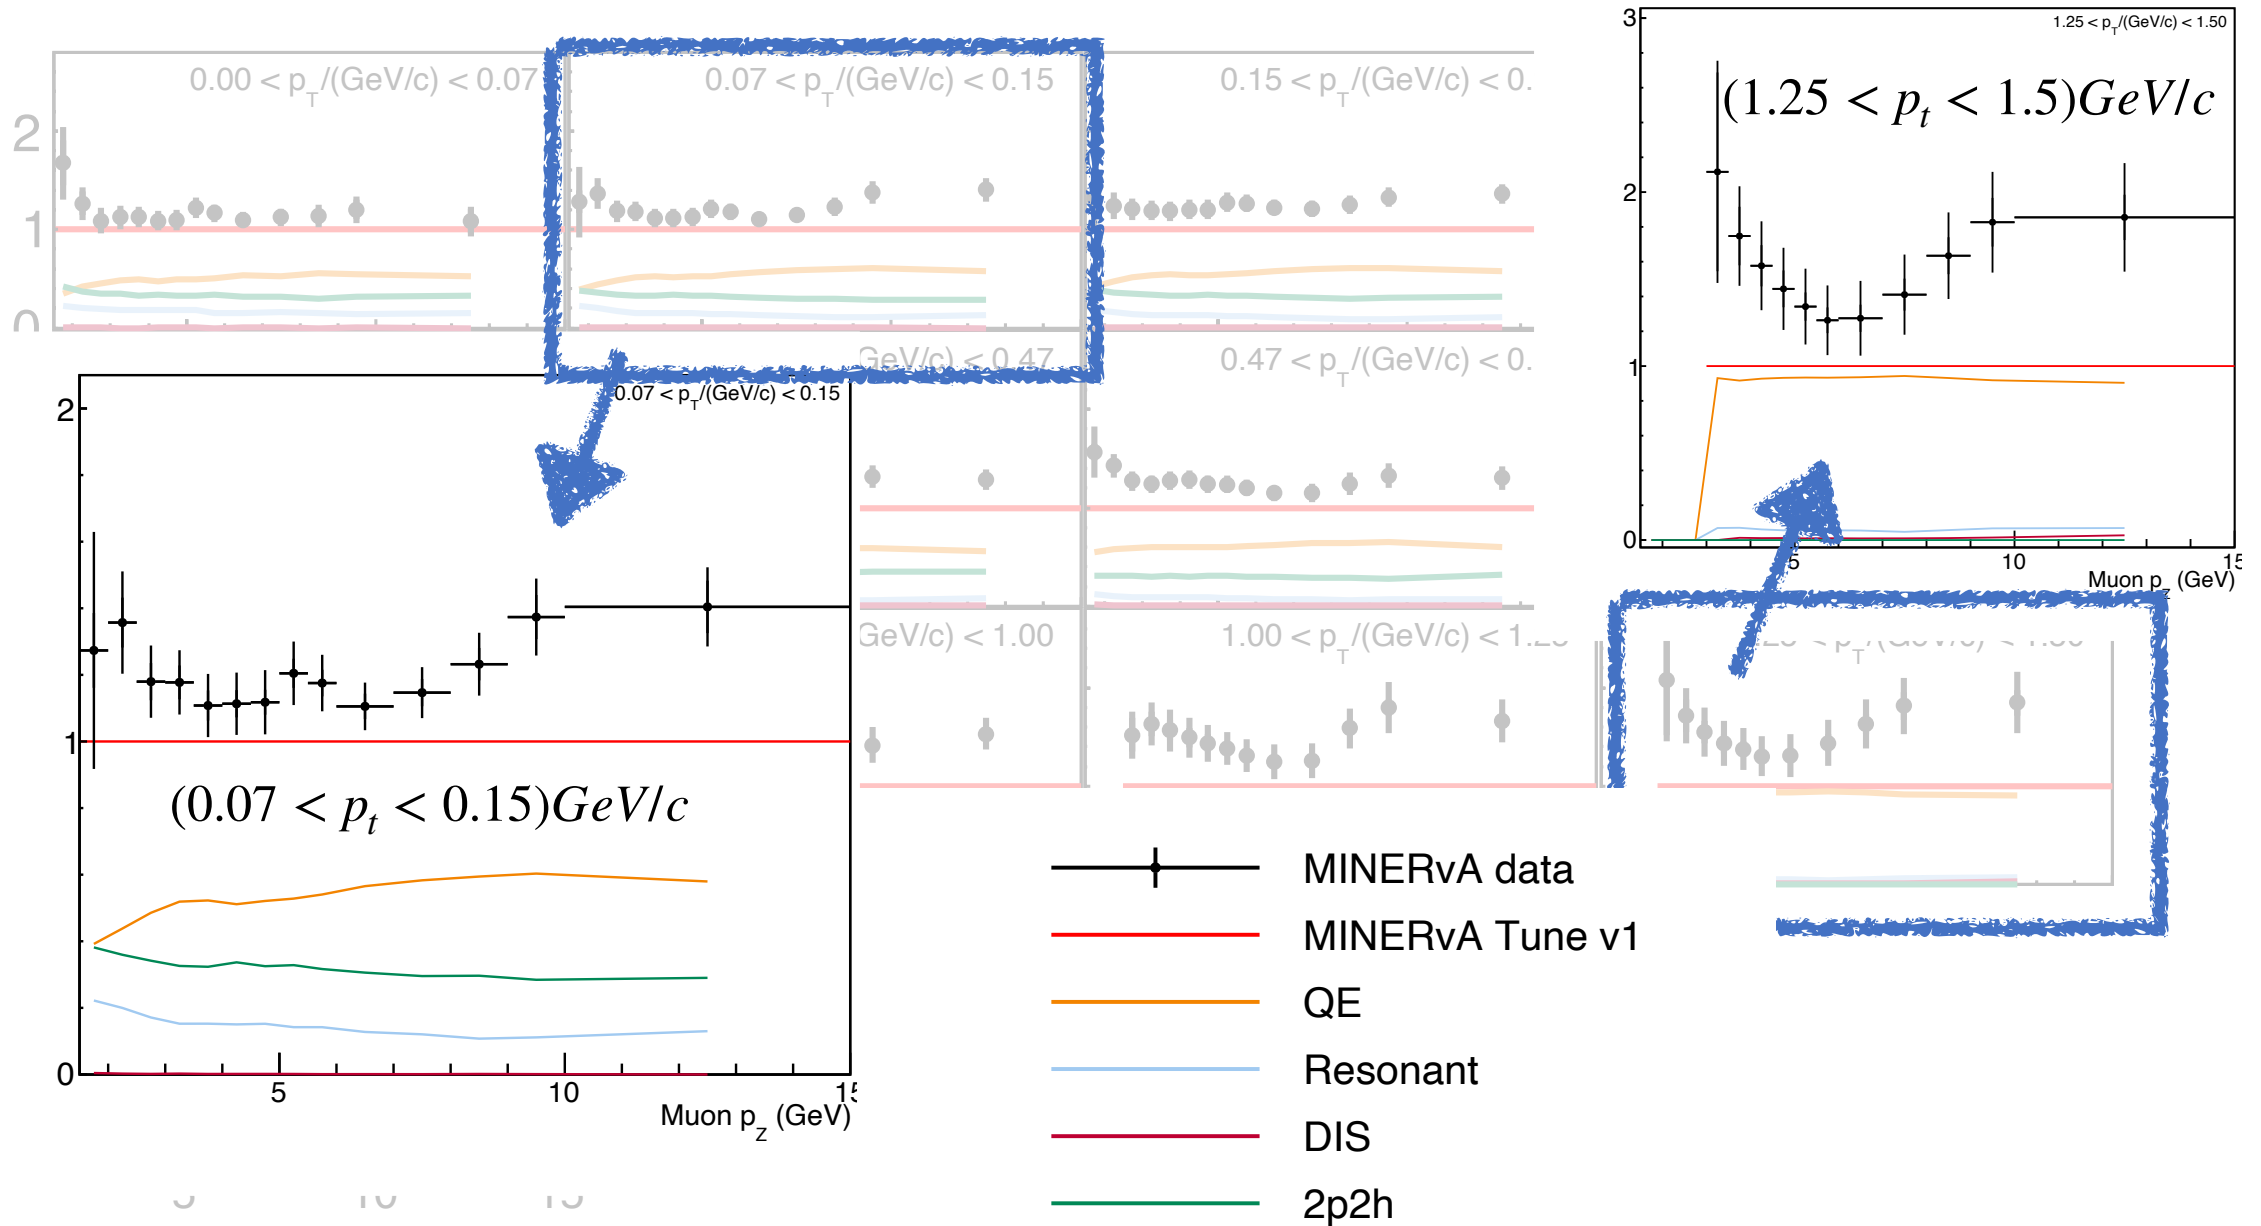 0.00 < p_T/(GeV/c) < 0.07
0.07 < p_T/(GeV/c) < 0.15
0.15 < p_T/(GeV/c) < 0.
2
1
0
3
1.25 < p_T/(GeV/c) < 1.50
(1.25 < p_t < 1.5)GeV/c
2
1
0
10
15
Muon p_Z (GeV)
GeV/c) < 0.47
0.47 < p_T/(GeV/c) < 0.
GeV/c) < 1.00
1.00 < p_T/(GeV/c) < 1.25
0.07 < p_T/(GeV/c) < 0.15
2
1
(0.07 < p_t < 0.15)GeV/c
0
5
10
15
Muon p_Z (GeV)
MINERvA data
MINERvA Tune v1
QE
Resonant
DIS
2p2h